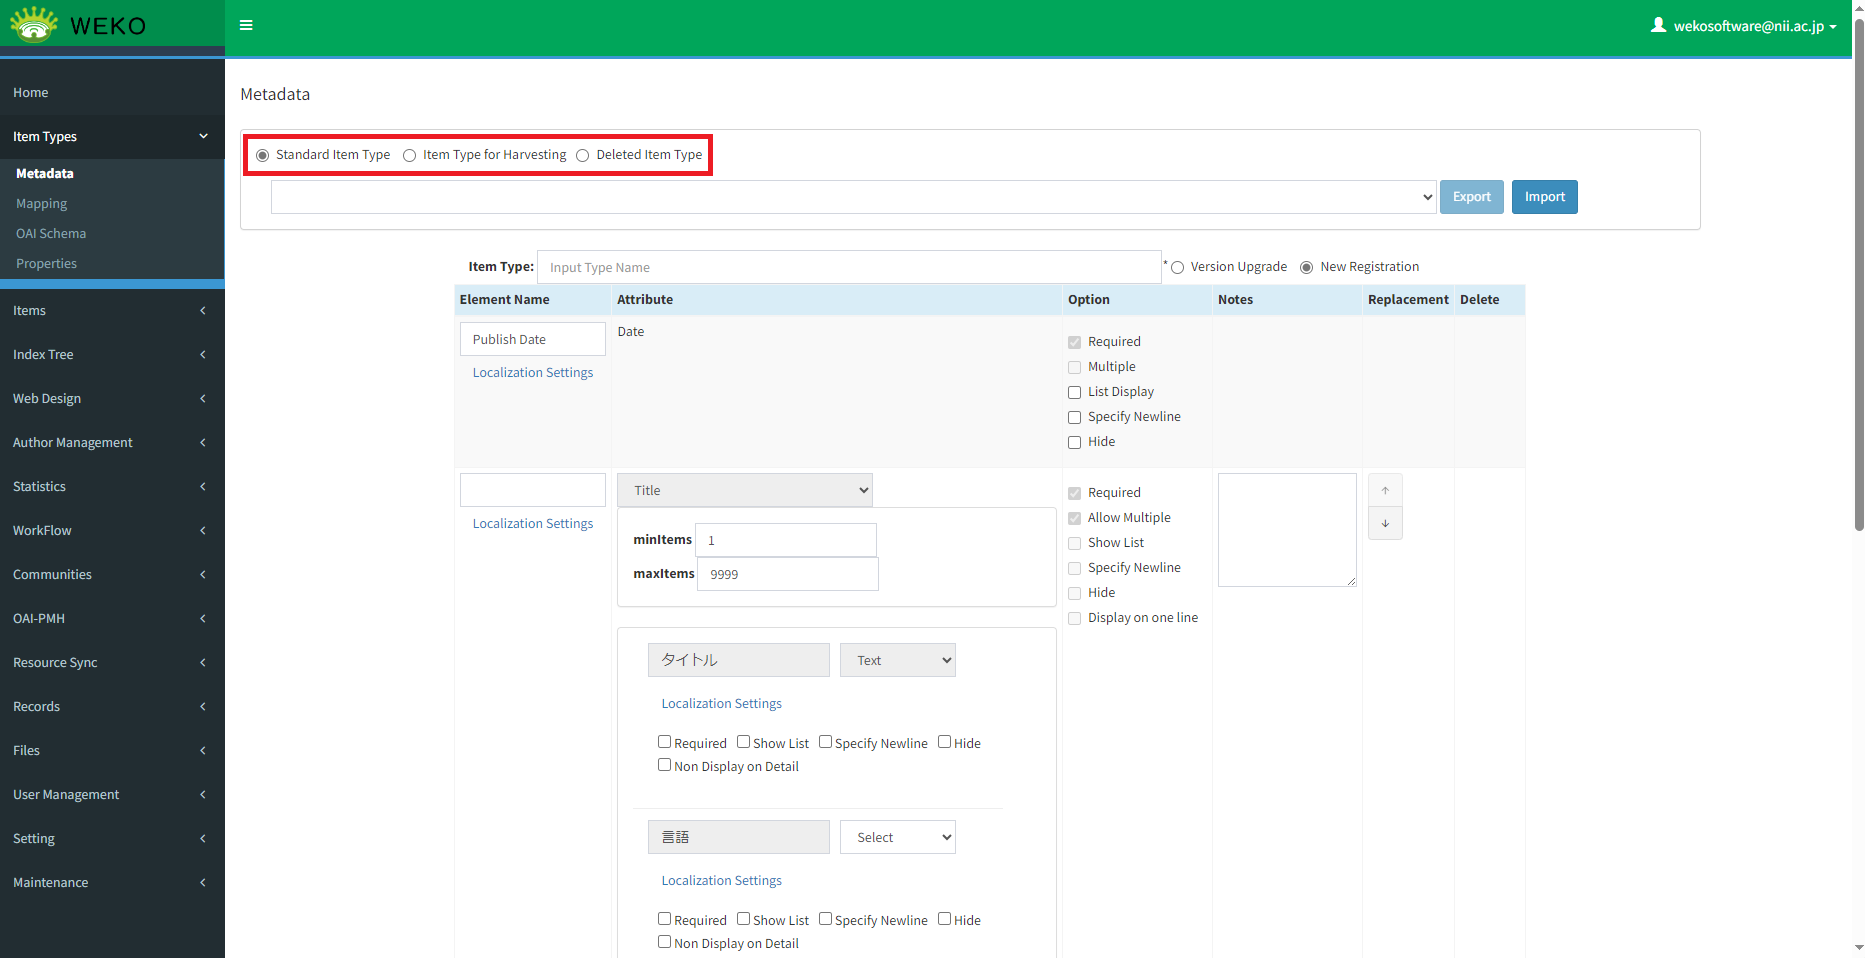 WEKO
wekosoftware@nii.ac.jp
Home
Item Types
Metadata
Mapping
OAI Schema
Properties
Items
Index Tree
Web Design
Author Management
Statistics
WorkFlow
Communities
OAI-PMH
Resource Sync
Records
Files
User Management
Setting
Maintenance
Metadata
Standard Item Type Item Type for Harvesting Deleted Item Type
Export Import
Item Type: Input Type Name * Version Upgrade New Registration
Element Name Attribute Option Notes Replacement Delete
Publish Date
Localization Settings
Date
Required
Multiple
List Display
Specify Newline
Hide
Localization Settings
Title
minItems 1
maxItems 9999
Required
Allow Multiple
Show List
Specify Newline
Hide
Display on one line
タイトル Text
Localization Settings
Required Show List Specify Newline Hide
Non Display on Detail
言語 Select
Localization Settings
Required Show List Specify Newline Hide
Non Display on Detail